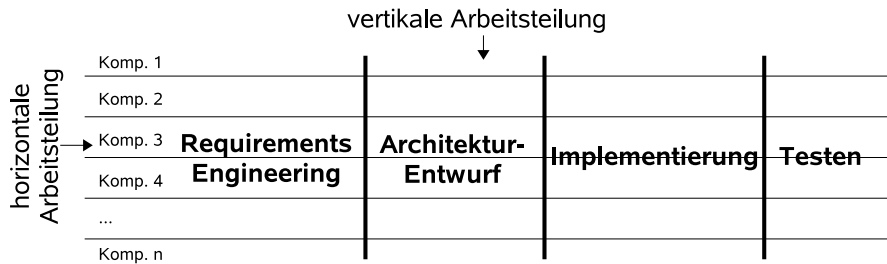 vertikale Arbeitsteilung
horizontale
Arbeitsteilung
Komp. 1
Komp. 2
Komp. 3
Komp. 4
...
Komp. n
Requirements
Engineering
Architektur-
Entwurf
Implementierung
Testen